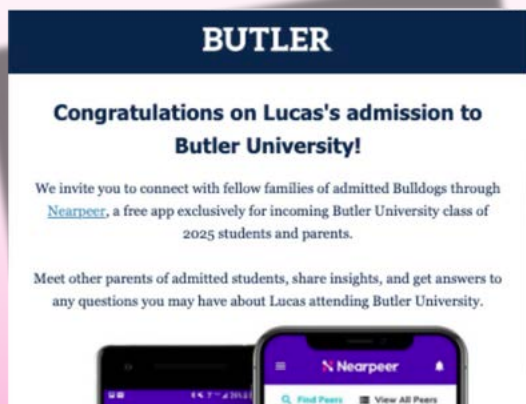 BUTLER
Congratulations on Lucas's admission to
Butler University!
We invite you to connect with fellow families of admitted Bulldogs through
Nearpeer, a free app exclusively for incoming Butler University class of
2025 students and parents.
Meet other parents of admitted students, share insights, and get answers to
any questions you may have about Lucas attending Butler University.
Nearpeer
Find Peers View All Peers